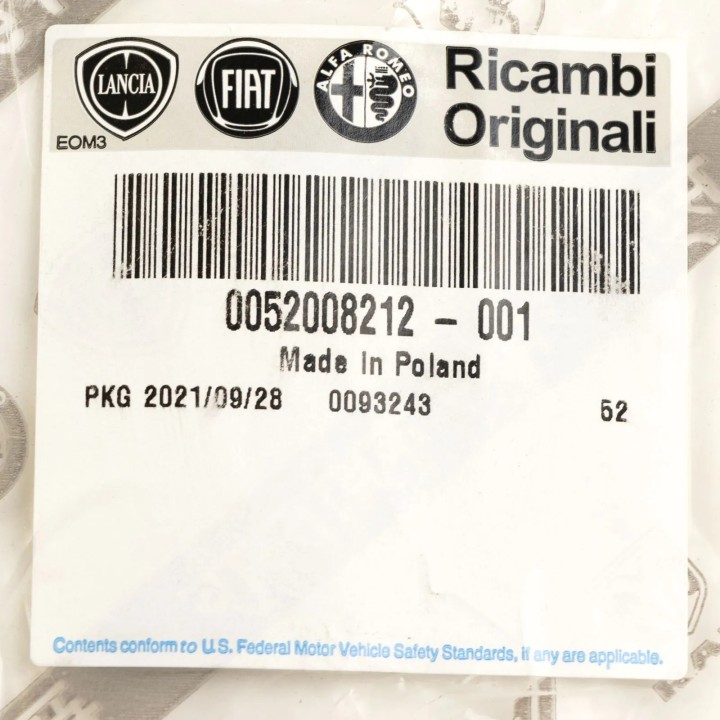 LANCIA FIAT ALFA ROMEO
Ricambi
Originali
EOM3
0052008212 - 001
Made In Poland
PKG 2021/09/28 0093243 52
Contents conform to U.S. Federal Motor Vehicle Safety Standards, if any are applicable.